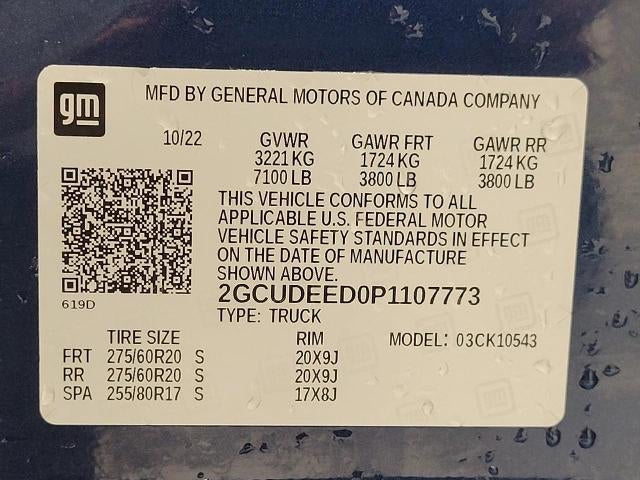 gm
MFD BY GENERAL MOTORS OF CANADA COMPANY
10/22 GVWR GAWR FRT GAWR RR
3221 KG 1724 KG 1724 KG
7100 LB 3800 LB 3800 LB
THIS VEHICLE CONFORMS TO ALL
APPLICABLE U.S. FEDERAL MOTOR
VEHICLE SAFETY STANDARDS IN EFFECT
ON THE DATE OF MANUFACTURE
SHOWN ABOVE.
619D
2GCUDEED0P1107773
TYPE: TRUCK
TIRE SIZE RIM MODEL: 03CK10543
FRT 275/60R20 S 20X9J
RR 275/60R20 S 20X9J
SPA 255/80R17 S 17X8J